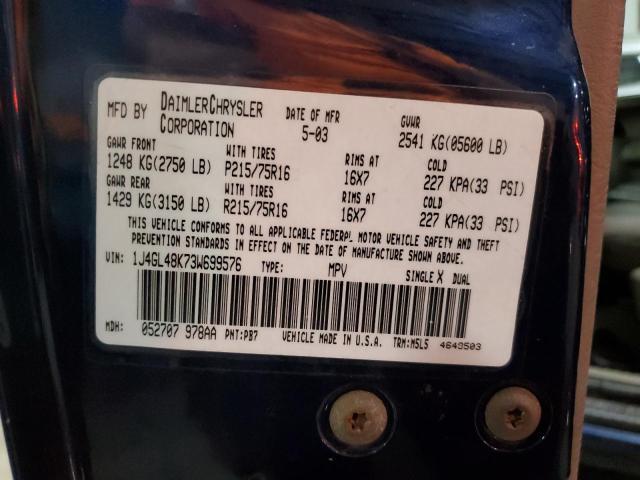 MFD BY DAIMLERCHRYSLER CORPORATION DATE OF MFR 5-03 GVWR 2541 KG(05600 LB)
GAWR FRONT WITH TIRES RIMS AT COLD
1248 KG(2750 LB) P215/75R16 16X7 227 KPA(33 PSI)
GAWR REAR WITH TIRES RIMS AT COLD
1429 KG(3150 LB) R215/75R16 16X7 227 KPA(33 PSI)
THIS VEHICLE CONFORMS TO ALL APPLICABLE FEDERAL MOTOR VEHICLE SAFETY AND THEFT
PREVENTION STANDARDS IN EFFECT ON THE DATE OF MANUFACTURE SHOWN ABOVE.
VIN: 1J4GL48K73W699576 TYPE: MPV SINGLE X DUAL
MDH: 052707 978AA PNT:PB7 VEHICLE MADE IN U.S.A. TRM:M5L5 4649503